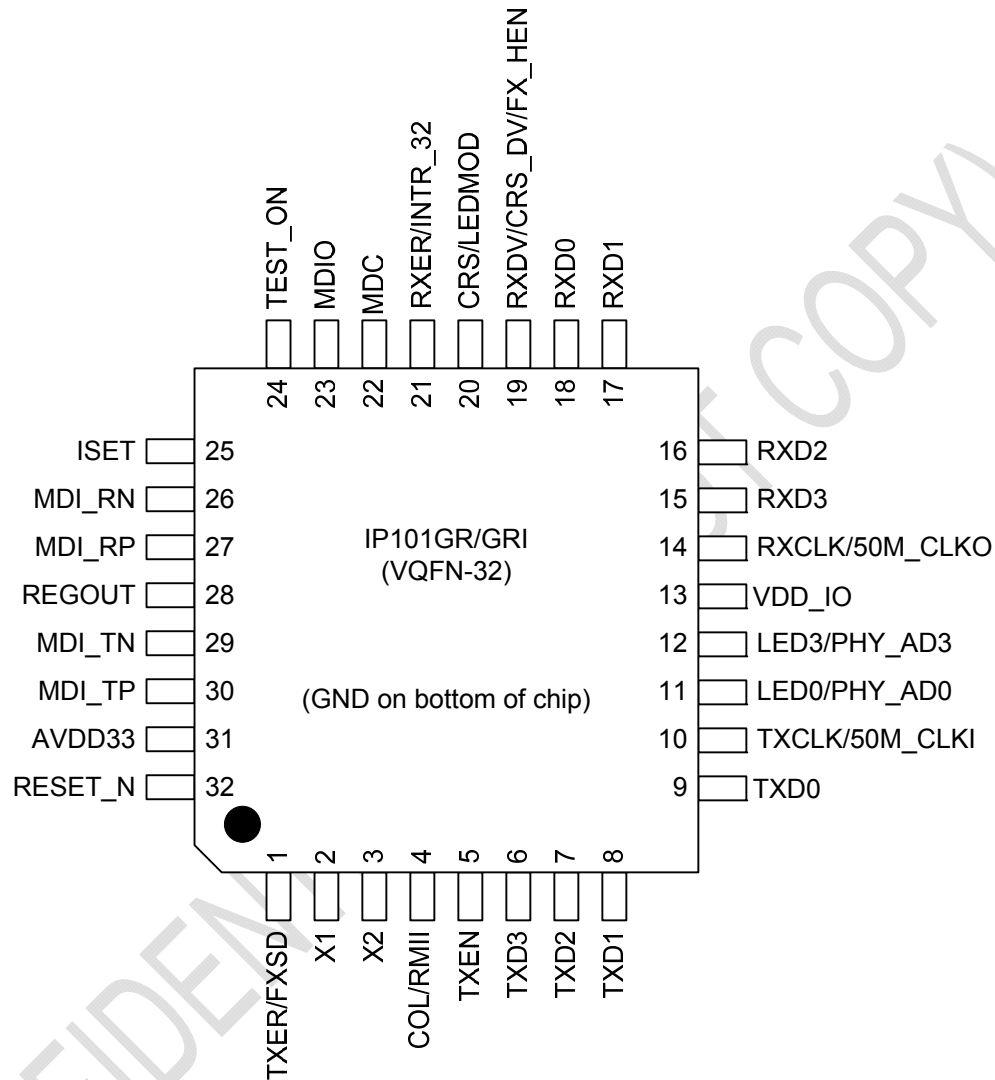 TEST_ON
MDIO
MDC
RXER/INTR_32
CRS/LEDMOD
RXDV/CRS_DV/FX_HEN
RXD0
RXD1
24
23
22
21
20
19
18
17
ISET 25
MDI_RN 26
MDI_RP 27
REGOUT 28
MDI_TN 29
MDI_TP 30
AVDD33 31
RESET_N 32
IP101GR/GRI
(VQFN-32)
(GND on bottom of chip)
16 RXD2
15 RXD3
14 RXCLK/50M_CLKO
13 VDD_IO
12 LED3/PHY_AD3
11 LED0/PHY_AD0
10 TXCLK/50M_CLKI
9 TXD0
1
2
3
4
5
6
7
8
TXER/FXSD
X1
X2
COL/RMII
TXEN
TXD3
TXD2
TXD1
COPY)